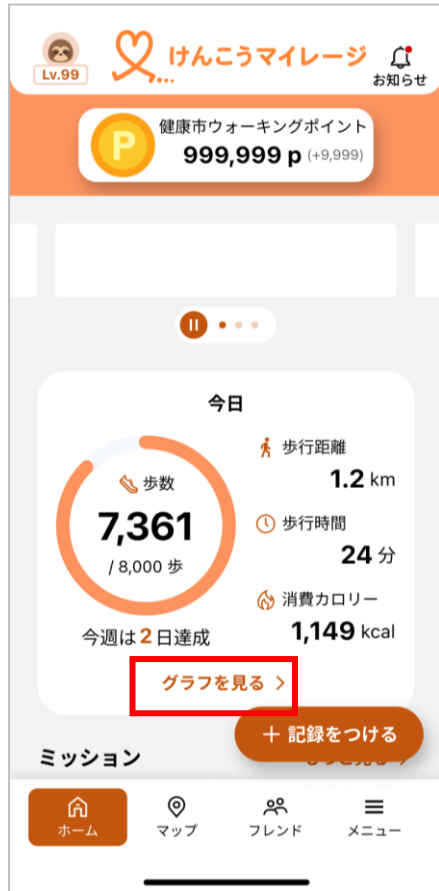 Lv.99
けんこうマイレージ
お知らせ
P
健康市ウォーキングポイント
999,999 p (+9,999)
今日
歩数
7,361
/ 8,000 歩
今週は2日達成
歩行距離
1.2 km
歩行時間
24 分
消費カロリー
1,149 kcal
グラフを見る >
+ 記録をつける
ミッション
ホーム
マップ
フレンド
メニュー